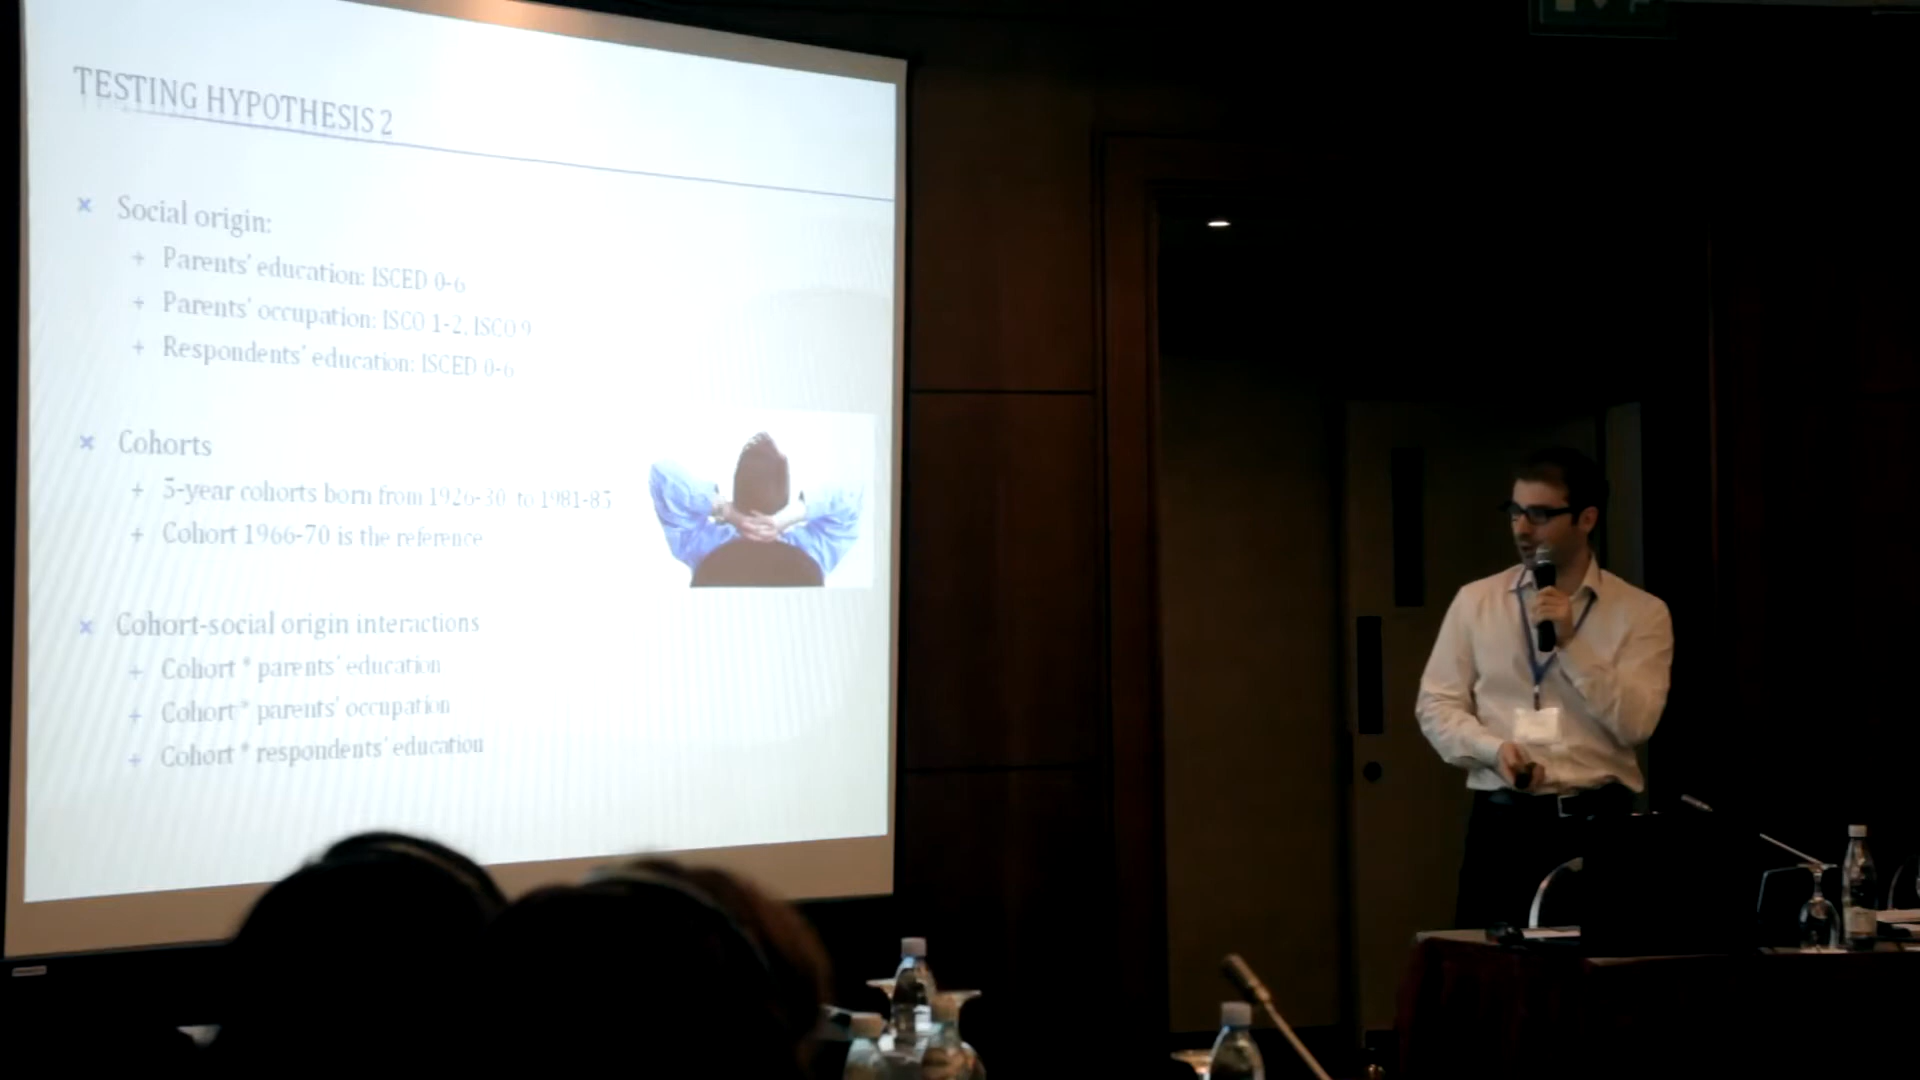 TESTING HYPOTHESIS 2
× Social origin:
+ Parents' education: ISCED 0-6
+ Parents' occupation: ISCO 1-2, ISCO 9
+ Respondents' education: ISCED 0-6
× Cohorts
+ 5-year cohorts born from 1926-30 to 1981-85
+ Cohort 1966-70 is the reference
× Cohort-social origin interactions
+ Cohort * parents' education
+ Cohort * parents' occupation
+ Cohort * respondents' education